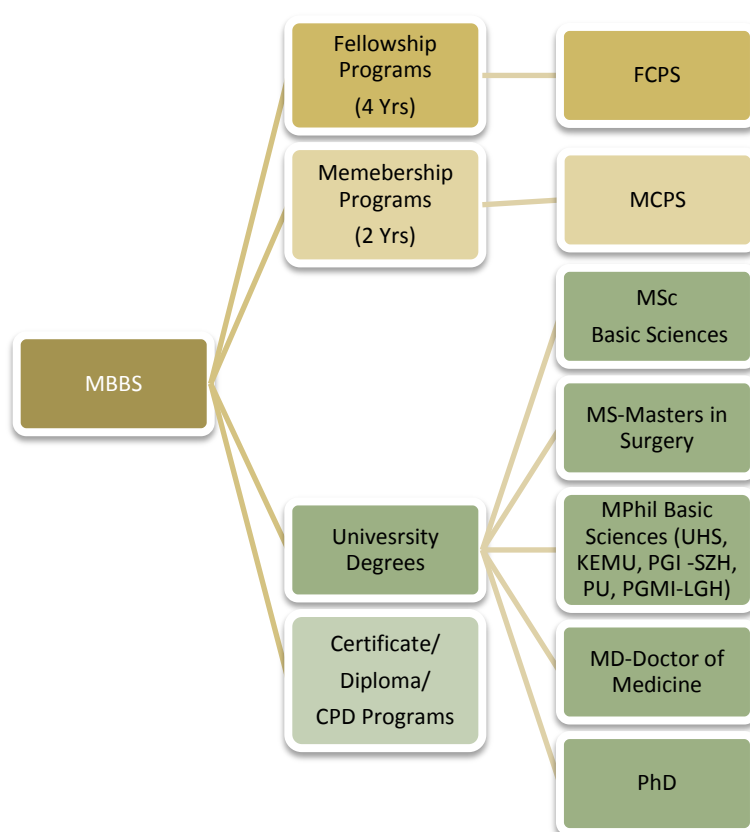 Fellowship
Programs
(4 Yrs)
FCPS
Memebership
Programs
(2 Yrs)
MCPS
MBBS
Univesrsity
Degrees
MSc
Basic Sciences
MS-Masters in
Surgery
MPhil Basic
Sciences (UHS,
KEMU, PGI -SZH,
PU, PGMI-LGH)
MD-Doctor of
Medicine
PhD
Certificate/
Diploma/
CPD Programs